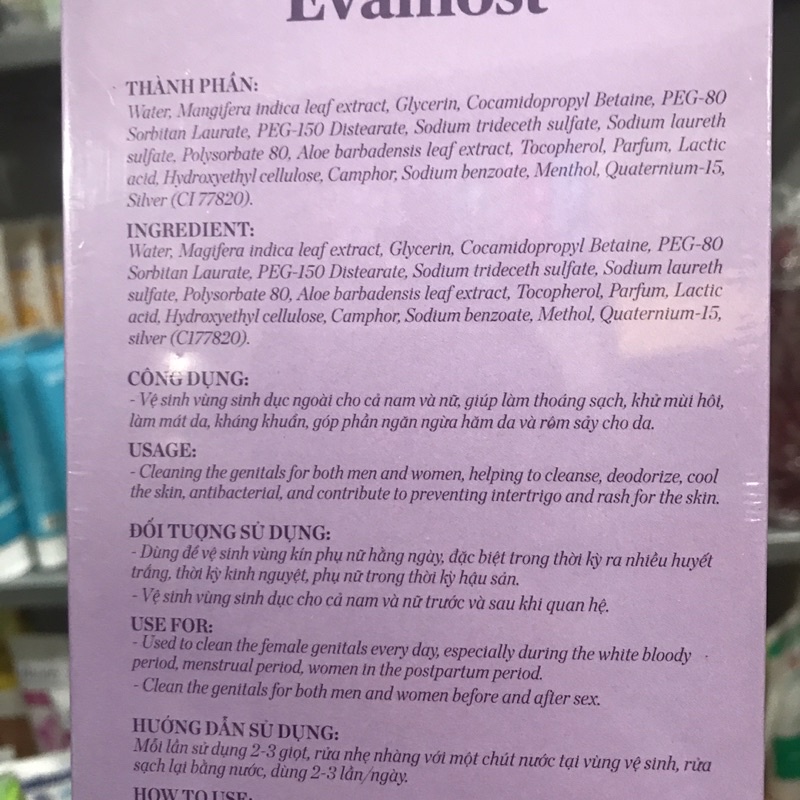 Evamost
THÀNH PHẦN:
Water, Mangifera indica leaf extract, Glycerin, Cocamidopropyl Betaine, PEG-80
Sorbitan Laurate, PEG-150 Distearate, Sodium trideceth sulfate, Sodium laureth
sulfate, Polysorbate 80, Aloe barbadensis leaf extract, Tocopherol, Parfum, Lactic
acid, Hydroxyethyl cellulose, Camphor, Sodium benzoate, Menthol, Quaternium-15,
Silver (CI 77820).
INGREDIENT:
Water, Magifera indica leaf extract, Glycerin, Cocamidopropyl Betaine, PEG-80
Sorbitan Laurate, PEG-150 Distearate, Sodium trideceth sulfate, Sodium laureth
sulfate, Polysorbate 80, Aloe barbadensis leaf extract, Tocopherol, Parfum, Lactic
acid, Hydroxyethyl cellulose, Camphor, Sodium benzoate, Methol, Quaternium-15,
silver (C177820).
CÔNG DỤNG:
- Vệ sinh vùng sinh dục ngoài cho cả nam và nữ, giúp làm thoáng sạch, khử mùi hôi,
làm mát da, kháng khuẩn, góp phần ngăn ngừa hăm da và rôm sảy cho da.
USAGE:
- Cleaning the genitals for both men and women, helping to cleanse, deodorize, cool
the skin, antibacterial, and contribute to preventing intertrigo and rash for the skin.
ĐỐI TƯỢNG SỬ DỤNG:
- Dùng để vệ sinh vùng kín phụ nữ hằng ngày, đặc biệt trong thời kỳ ra nhiều huyết
trắng, thời kỳ kinh nguyệt, phụ nữ trong thời kỳ hậu sản.
- Vệ sinh vùng sinh dục cho cả nam và nữ trước và sau khi quan hệ.
USE FOR:
- Used to clean the female genitals every day, especially during the white bloody
period, menstrual period, women in the postpartum period.
- Clean the genitals for both men and women before and after sex.
HƯỚNG DẪN SỬ DỤNG:
Mỗi lần sử dụng 2-3 giọt, rửa nhẹ nhàng với một chút nước tại vùng vệ sinh, rửa
sạch lại bằng nước, dùng 2-3 lần/ngày.
HOW TO USE: